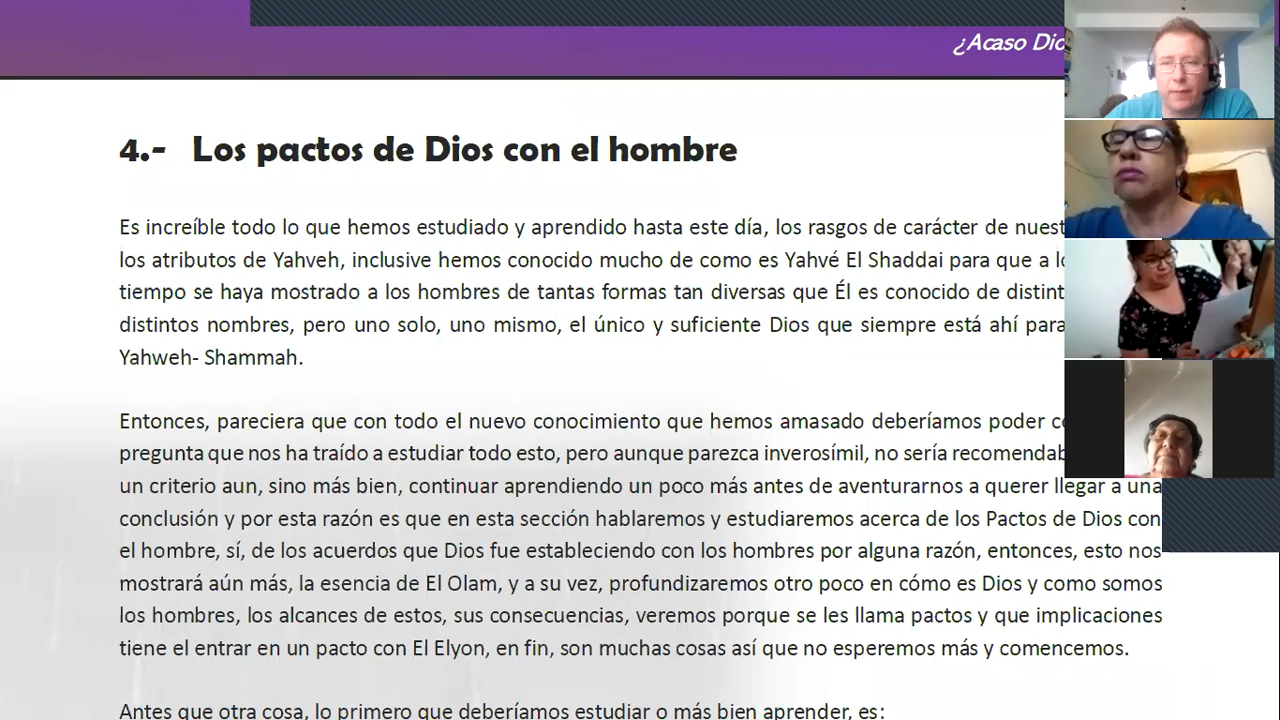 ¿Acaso Dio
4.- Los pactos de Dios con el hombre
Es increíble todo lo que hemos estudiado y aprendido hasta este día, los rasgos de carácter de nuest
los atributos de Yahveh, inclusive hemos conocido mucho de como es Yahvé El Shaddai para que a lo
tiempo se haya mostrado a los hombres de tantas formas tan diversas que Él es conocido de distint
distintos nombres, pero uno solo, uno mismo, el único y suficiente Dios que siempre está ahí para
Yahweh- Shammah.
Entonces, pareciera que con todo el nuevo conocimiento que hemos amasado deberíamos poder co
pregunta que nos ha traído a estudiar todo esto, pero aunque parezca inverosímil, no sería recomendab
un criterio aun, sino más bien, continuar aprendiendo un poco más antes de aventurarnos a querer llegar a una
conclusión y por esta razón es que en esta sección hablaremos y estudiaremos acerca de los Pactos de Dios con
el hombre, sí, de los acuerdos que Dios fue estableciendo con los hombres por alguna razón, entonces, esto nos
mostrará aún más, la esencia de El Olam, y a su vez, profundizaremos otro poco en cómo es Dios y como somos
los hombres, los alcances de estos, sus consecuencias, veremos porque se les llama pactos y que implicaciones
tiene el entrar en un pacto con El Elyon, en fin, son muchas cosas así que no esperemos más y comencemos.
Antes que otra cosa, lo primero que deberíamos estudiar o más bien aprender, es: